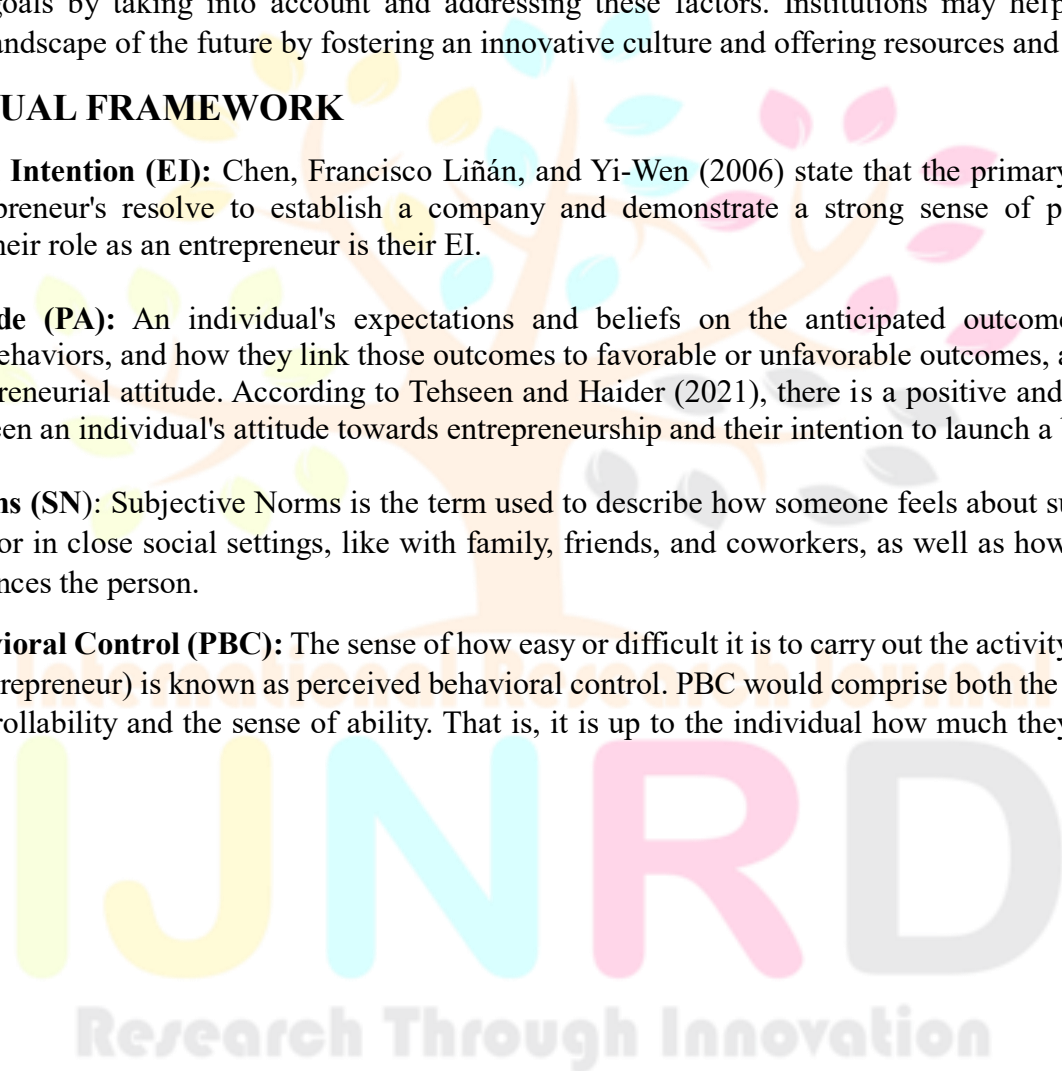 goals by taking into account and addressing these factors. Institutions may help
andscape of the future by fostering an innovative culture and offering resources and
UAL FRAMEWORK
Intention (EI): Chen, Francisco Liñán, and Yi-Wen (2006) state that the primary
preneur's resolve to establish a company and demonstrate a strong sense of p
heir role as an entrepreneur is their EI.
de (PA): An individual's expectations and beliefs on the anticipated outcome
ehaviors, and how they link those outcomes to favorable or unfavorable outcomes, a
reneurial attitude. According to Tehseen and Haider (2021), there is a positive and
een an individual's attitude towards entrepreneurship and their intention to launch a
ns (SN): Subjective Norms is the term used to describe how someone feels about su
or in close social settings, like with family, friends, and coworkers, as well as how
nces the person.
vioral Control (PBC): The sense of how easy or difficult it is to carry out the activity
International Research Journal
repreneur) is known as perceived behavioral control. PBC would comprise both the
rollability and the sense of ability. That is, it is up to the individual how much they
IJNRD
Research Through Innovation